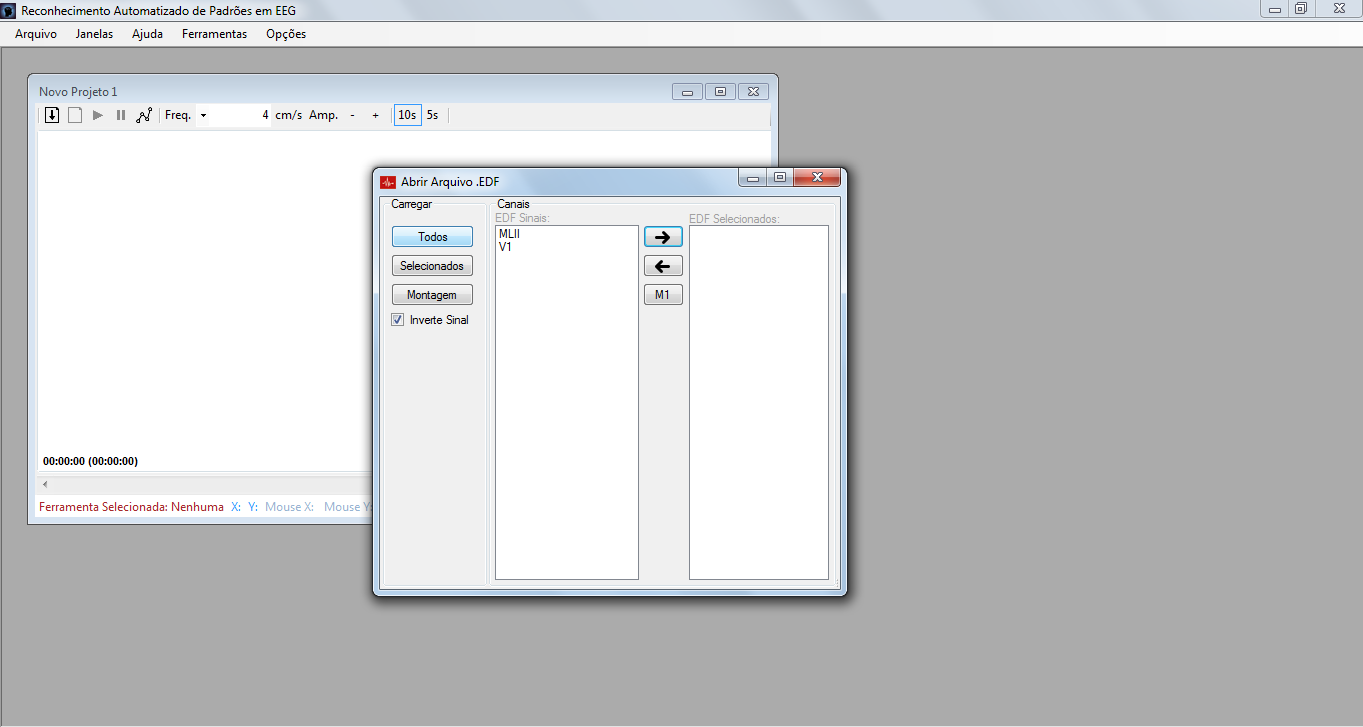 Reconhecimento Automatizado de Padrões em EEG
Arquivo Janelas Ajuda Ferramentas Opções
Novo Projeto 1
Freq. 4 cm/s Amp. - + 10s 5s
Abrir Arquivo .EDF
Carregar
Todos
Selecionados
Montagem
Inverte Sinal
Canais
EDF Sinais:
MLII
V1
M1
EDF Selecionados:
00:00:00 (00:00:00)
Ferramenta Selecionada: Nenhuma X: Y: Mouse X: Mouse Y: